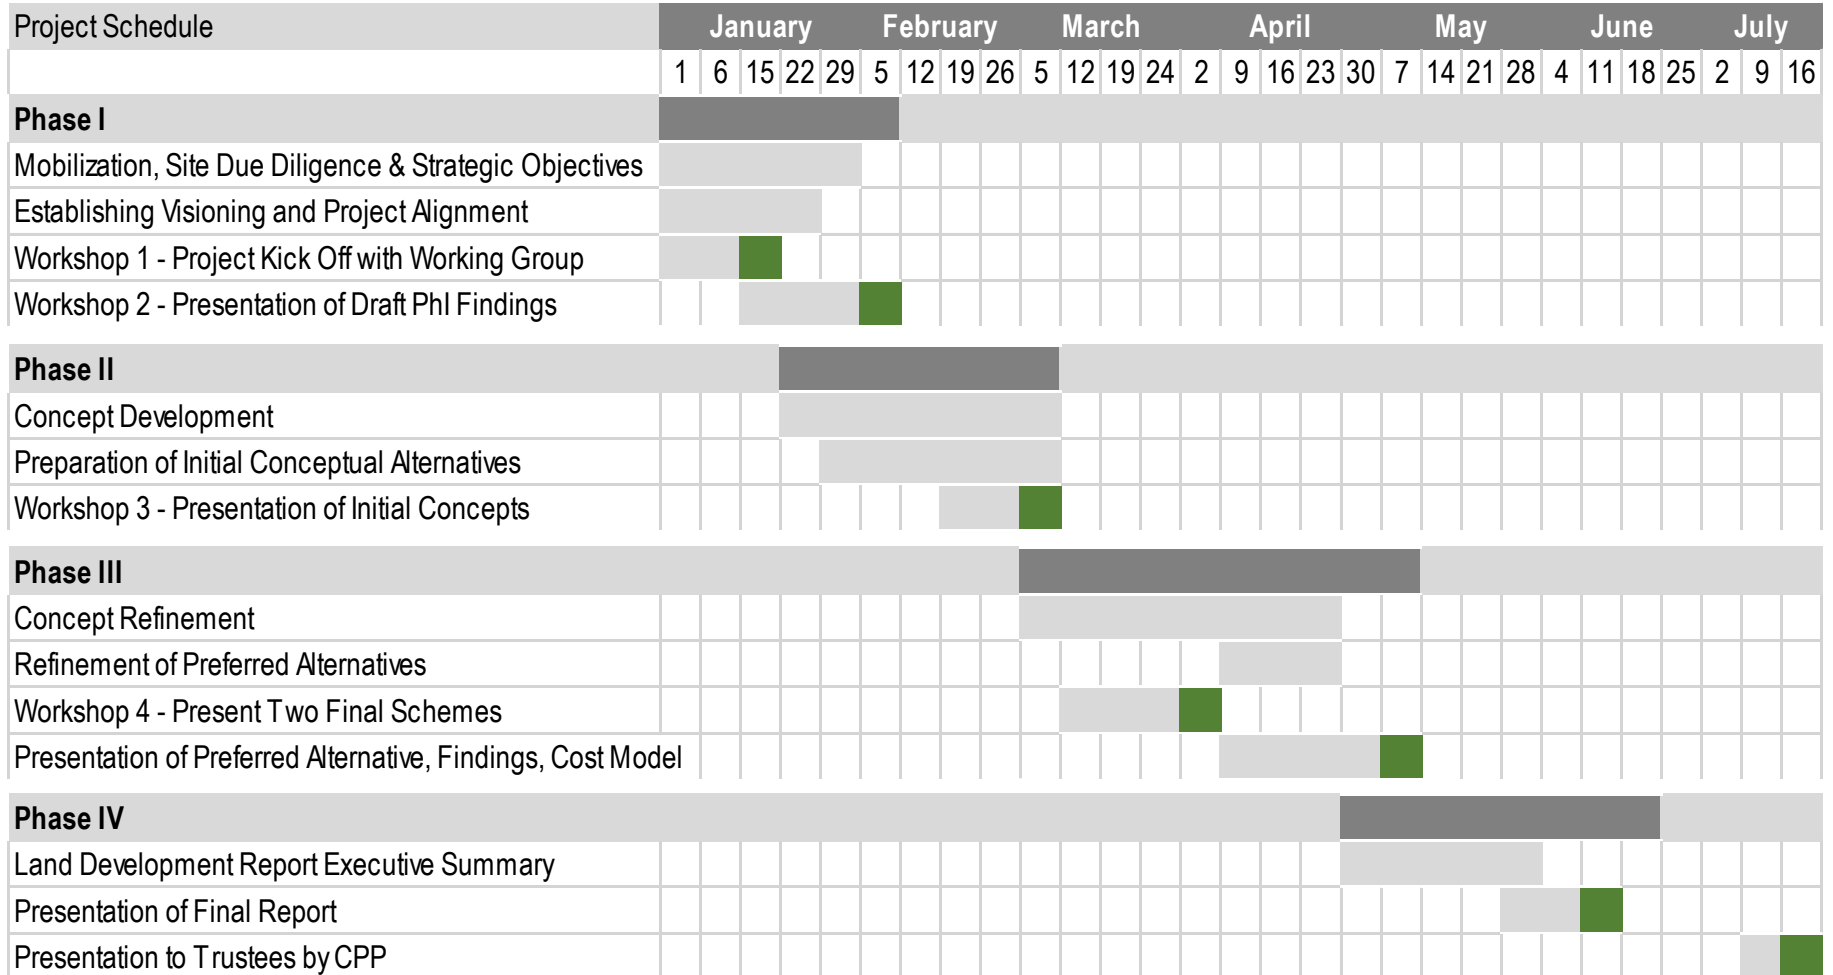 Project Schedule January February March April May June July
1 6 15 22 29 5 12 19 26 5 12 19 24 2 9 16 23 30 7 14 21 28 4 11 18 25 2 9 16
Phase I
Mobilization, Site Due Diligence & Strategic Objectives
Establishing Visioning and Project Alignment
Workshop 1 - Project Kick Off with Working Group
Workshop 2 - Presentation of Draft PhI Findings
Phase II
Concept Development
Preparation of Initial Conceptual Alternatives
Workshop 3 - Presentation of Initial Concepts
Phase III
Concept Refinement
Refinement of Preferred Alternatives
Workshop 4 - Present Two Final Schemes
Presentation of Preferred Alternative, Findings, Cost Model
Phase IV
Land Development Report Executive Summary
Presentation of Final Report
Presentation to Trustees by CPP